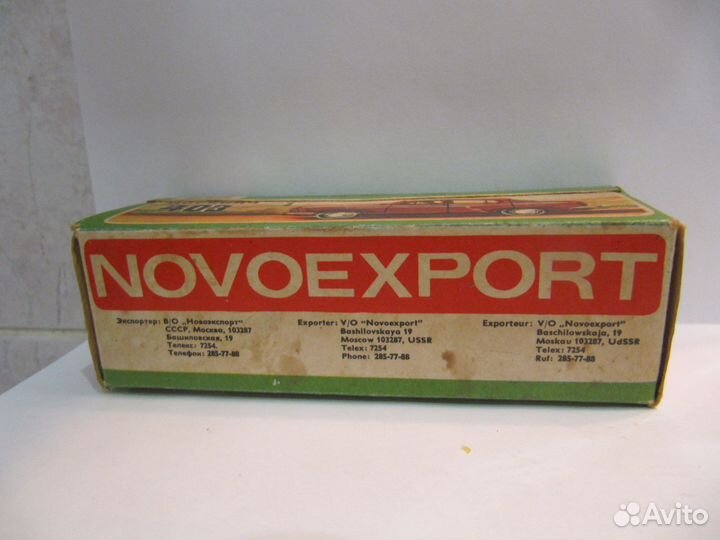 NOVOEXPORT
Экспортер: В/О „Новоэкспорт“
СССР, Москва, 103287
Башиловская, 19
Телекс: 7254.
Телефон: 285-77-88
Exporter: V/O "Novoexport"
Bashilovskaya 19
Moscow 103287, USSR
Telex: 7254
Phone: 285-77-88
Exporteur: V/O „Novoexport"
Baschilowskaja, 19
Moskau 103287, UdSSR
Telex: 7254
Ruf: 285-77-88
Avito